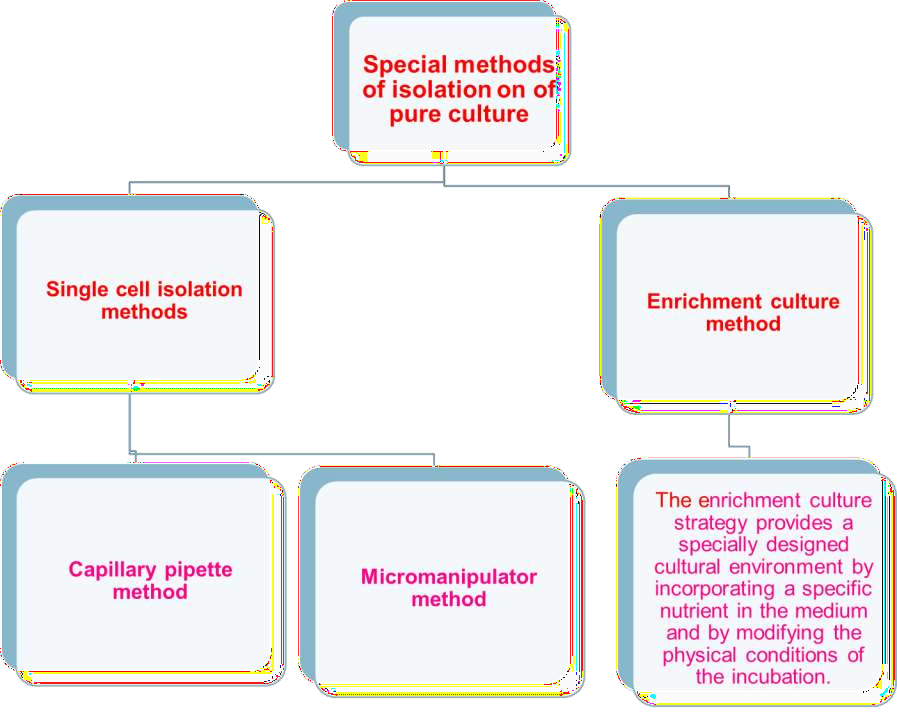 Special methods
of isolation on of
pure culture
Single cell isolation
methods
Enrichment culture
method
Capillary pipette
method
Micromanipulator
method
The enrichment culture
strategy provides a
specially designed
cultural environment by
incorporating a specific
nutrient in the medium
and by modifying the
physical conditions of
the incubation.